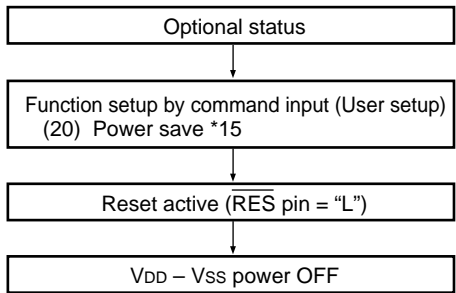 Optional status
Function setup by command input (User setup)
(20) Power save *15
Reset active (R̅E̅S̅ pin = “L”)
VDD – VSS power OFF